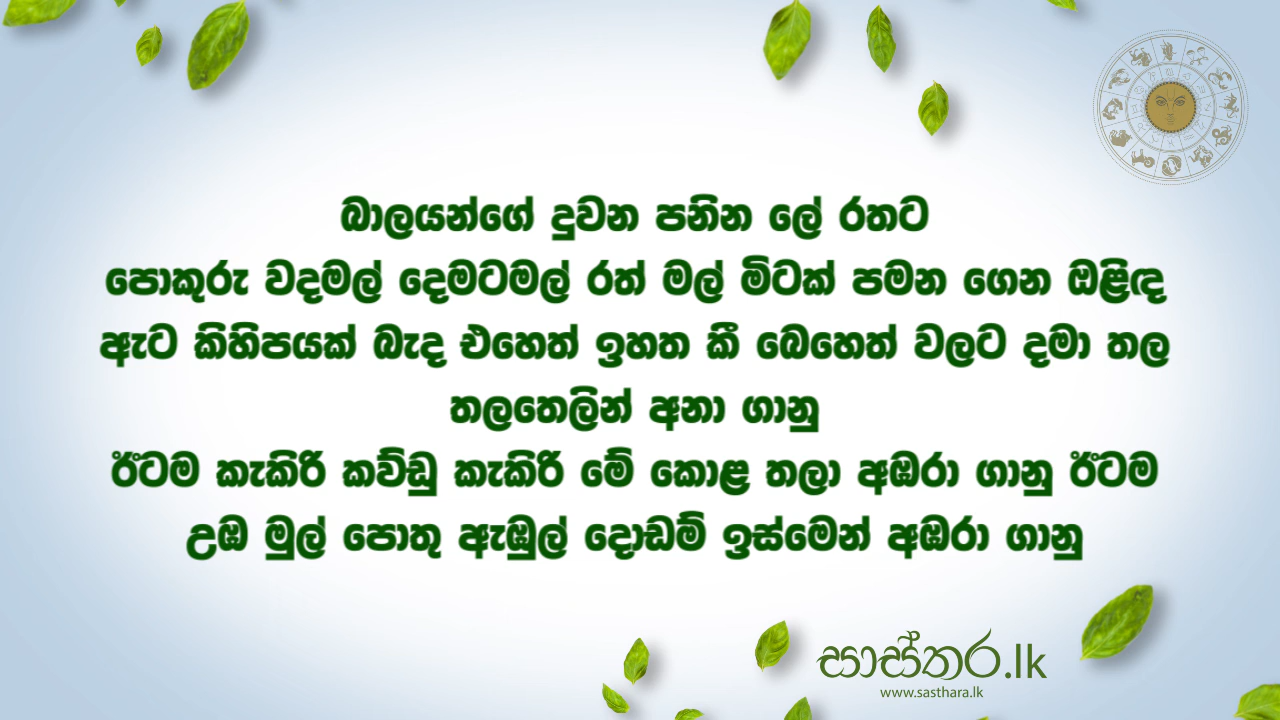 බාලයන්ගේ දුවන පනින ලේ රතට
පොකුරු වදමල් දෙමටමල් රත් මල් මිටක් පමන ගෙන ඔළිඳ
ඇට කිහිපයක් බැද එහෙත් ඉහත කී බෙහෙත් වලට දමා තල
තලතෙලින් අනා ගානු
ඊටම කැකිරි කව්ඩු කැකිරි මේ කොළ තලා අඹරා ගානු ඊටම
උඹ මුල් පොතු ඇඹුල් දොඩම් ඉස්මෙන් අඹරා ගානු
සාස්තර.lk
www.sasthara.lk